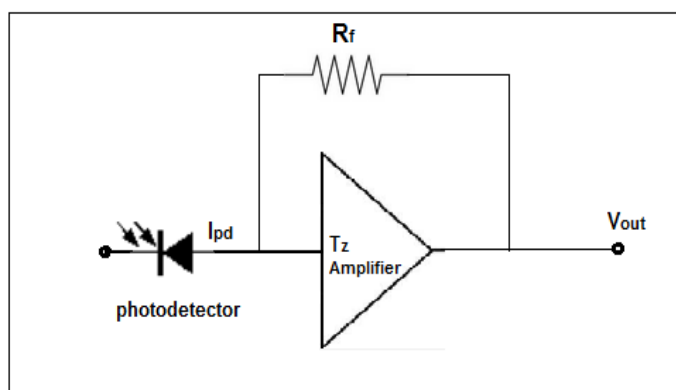 Rf
Ipd
Vout
Tz
Amplifier
photodetector